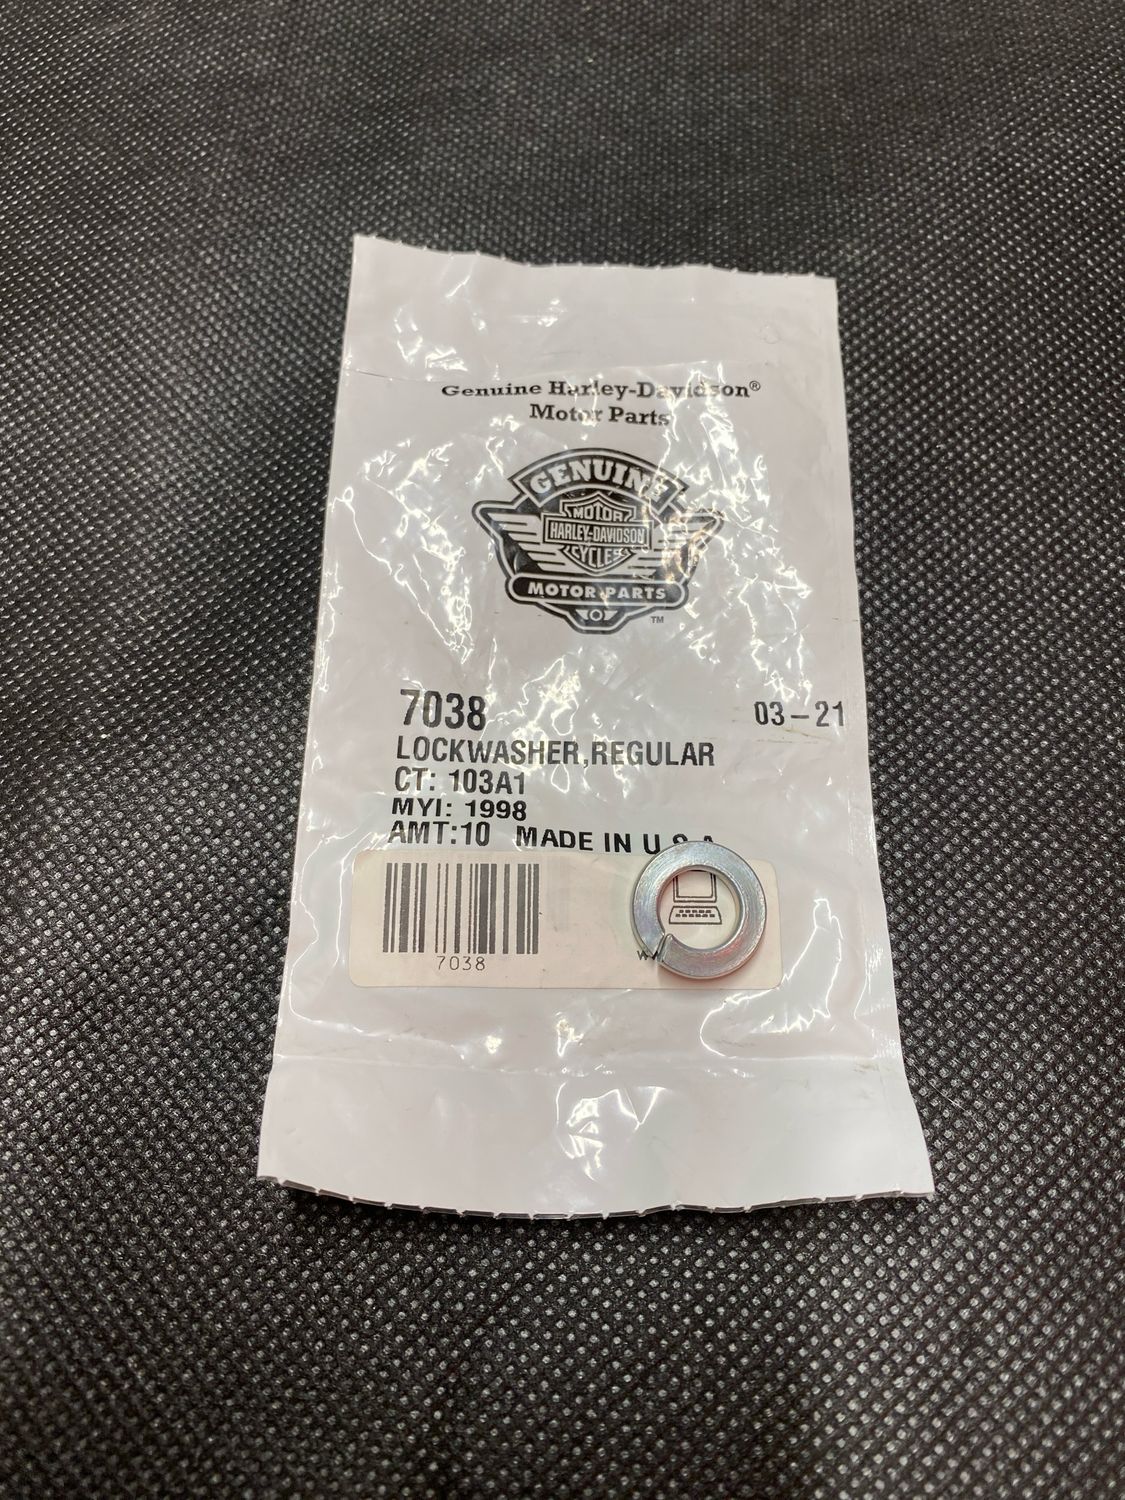 Genuine Harley-Davidson®
Motor Parts
GENUINE
MOTOR
HARLEY-DAVIDSON
CYCLES
MOTOR PARTS
TM
7038 03-21
LOCKWASHER,REGULAR
CT: 103A1
MYI: 1998
AMT:10 MADE IN U.S.A.
7038